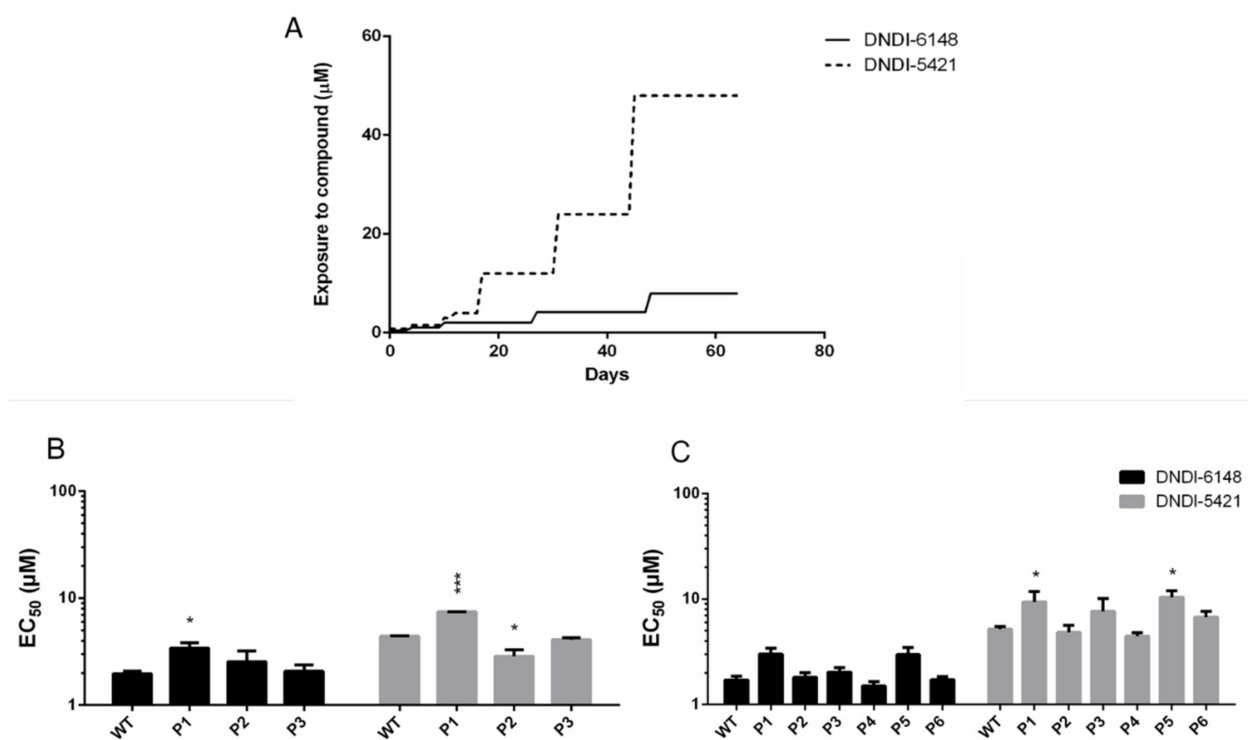 A
DNDI-6148
DNDI-5421
Exposure to compound (μM)
60
40
20
0
0 20 40 60 80
Days
B
EC50 (μM)
100
10
1
*
***
*
WT P1 P2 P3 WT P1 P2 P3
C
DNDI-6148
DNDI-5421
EC50 (μM)
100
10
1
* *
WT P1 P2 P3 P4 P5 P6 WT P1 P2 P3 P4 P5 P6